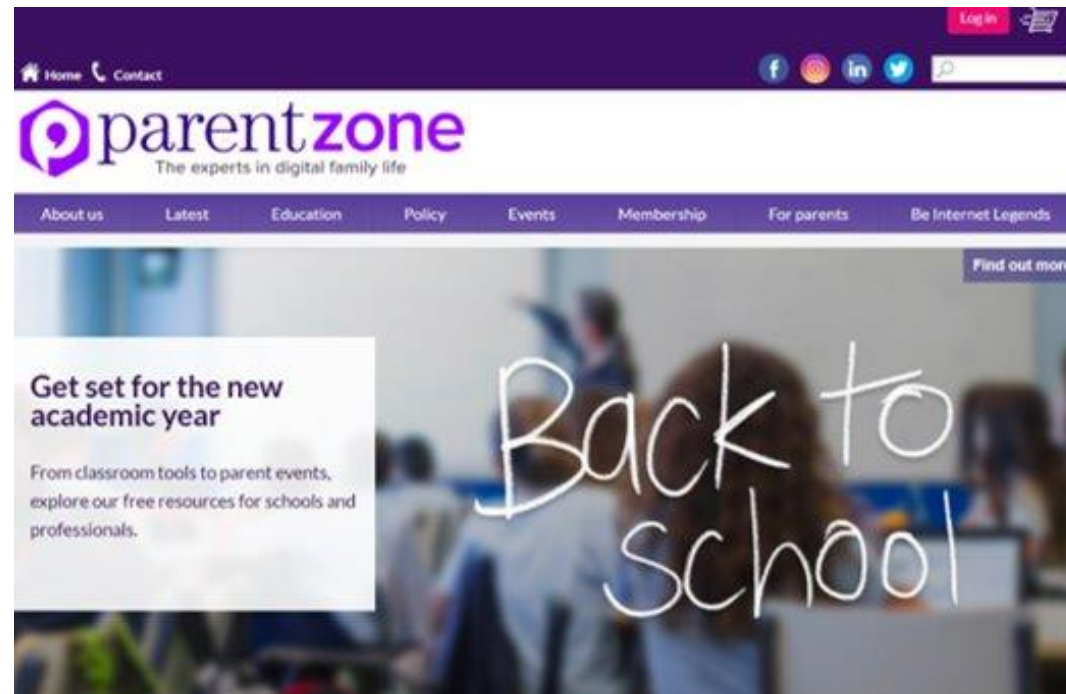 Log in
Home Contact
parentzone
The experts in digital family life
About us Latest Education Policy Events Membership For parents Be Internet Legends
Find out more
Get set for the new
academic year
From classroom tools to parent events,
explore our free resources for schools and
professionals.
Back to
school